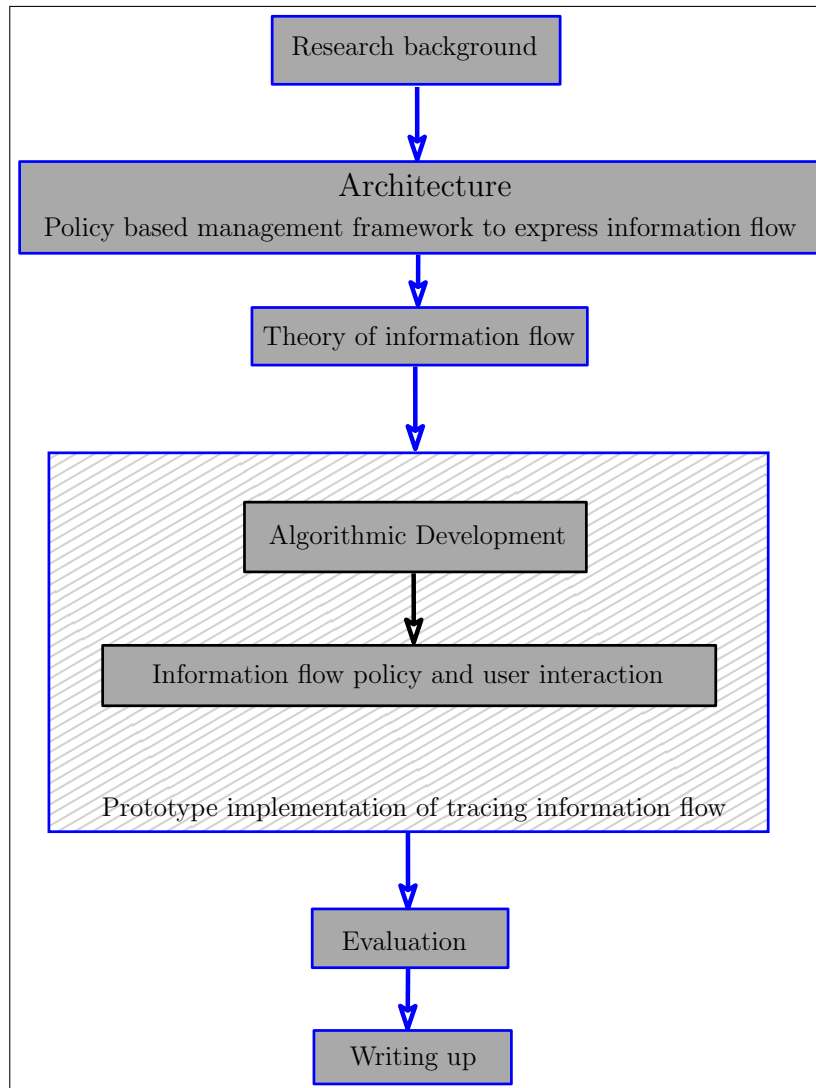 Research background
Architecture
Policy based management framework to express information flow
Theory of information flow
Algorithmic Development
Information flow policy and user interaction
Prototype implementation of tracing information flow
Evaluation
Writing up